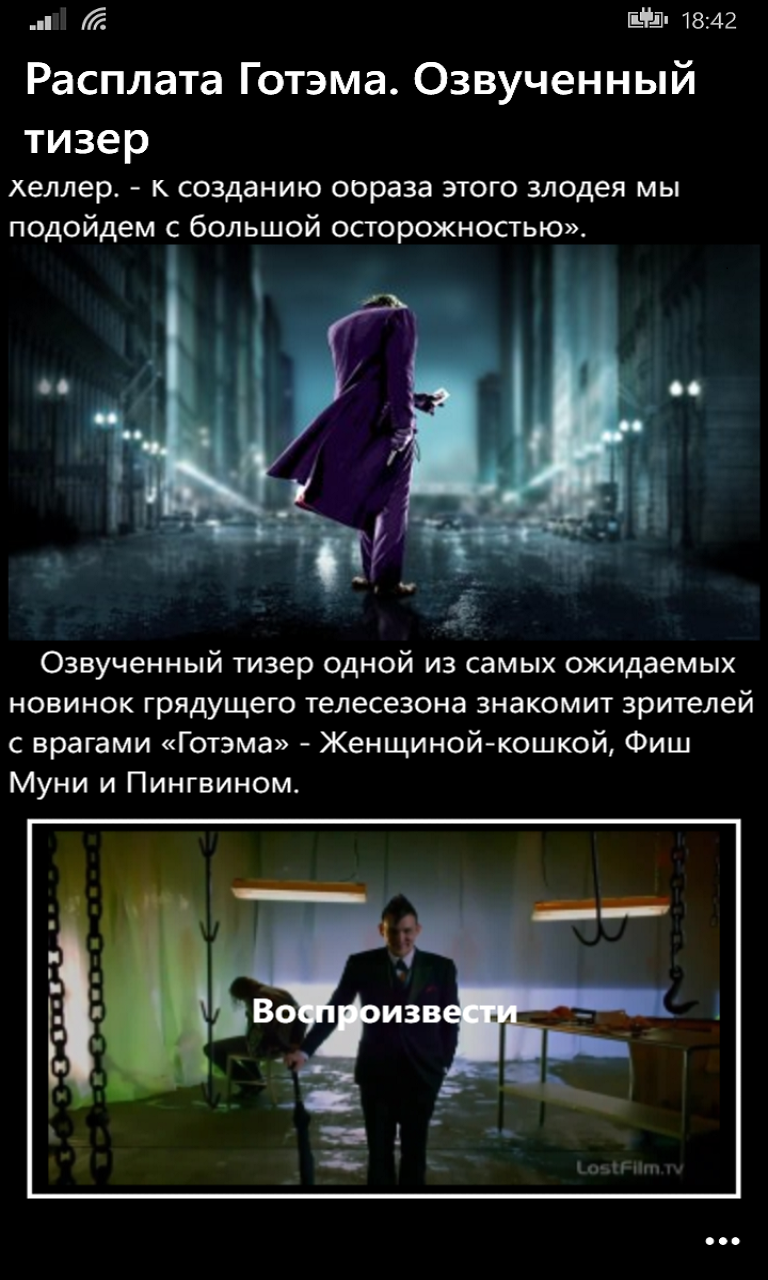 18:42
Расплата Готэма. Озвученный
тизер
Хеллер. - К созданию образа этого злодея мы
подойдем с большой осторожностью».
Озвученный тизер одной из самых ожидаемых
новинок грядущего телесезона знакомит зрителей
с врагами «Готэма» - Женщиной-кошкой, Фиш
Муни и Пингвином.
Воспроизвести
LostFilm.TV